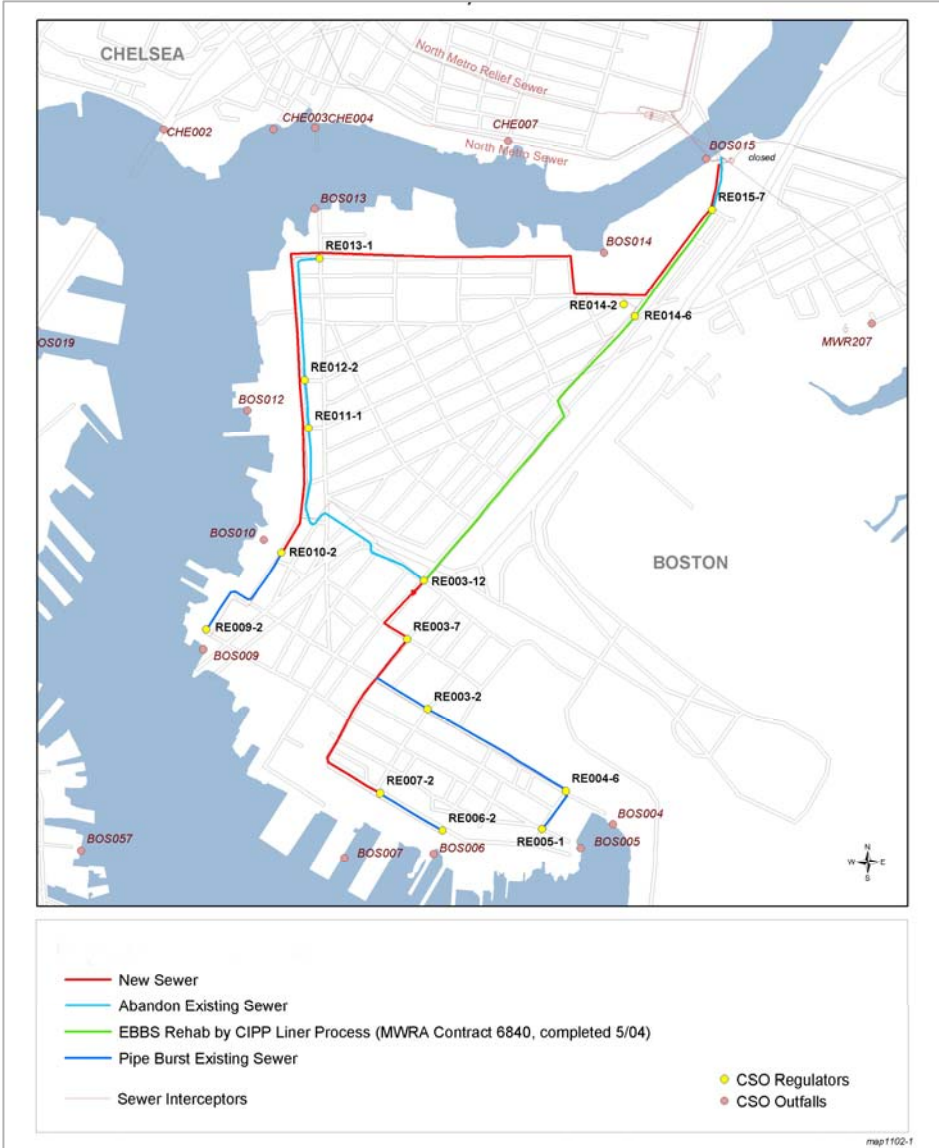 CHELSEA
North Metro Relief Sewer
CHE002
CHE003
CHE004
CHE007
North Metro Sewer
BOS015
closed
RE015-7
BOS013
RE013-1
BOS014
RE014-2
RE014-6
MWR207
OS019
RE012-2
BOS012
RE011-1
BOS010
RE010-2
RE003-12
BOSTON
RE009-2
BOS009
RE003-7
RE003-2
RE004-6
RE007-2
RE006-2
RE005-1
BOS004
BOS005
BOS057
BOS007
BOS006
N
W E
S
New Sewer
Abandon Existing Sewer
EBBS Rehab by CIPP Liner Process (MWRA Contract 6840, completed 5/04)
Pipe Burst Existing Sewer
Sewer Interceptors
CSO Regulators
CSO Outfalls
map1102-1